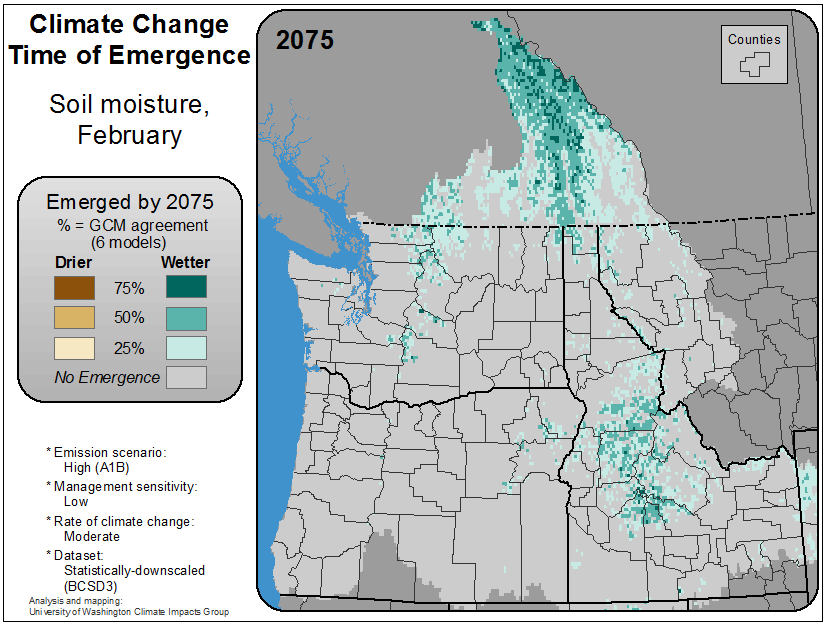 Climate Change
Time of Emergence
Soil moisture,
February
Emerged by 2075
% = GCM agreement
(6 models)
Drier Wetter
75%
50%
25%
No Emergence
* Emission scenario:
High (A1B)
* Management sensitivity:
Low
* Rate of climate change:
Moderate
* Dataset:
Statistically-downscaled
(BCSD3)
Analysis and mapping:
University of Washington Climate Impacts Group
2075
Counties